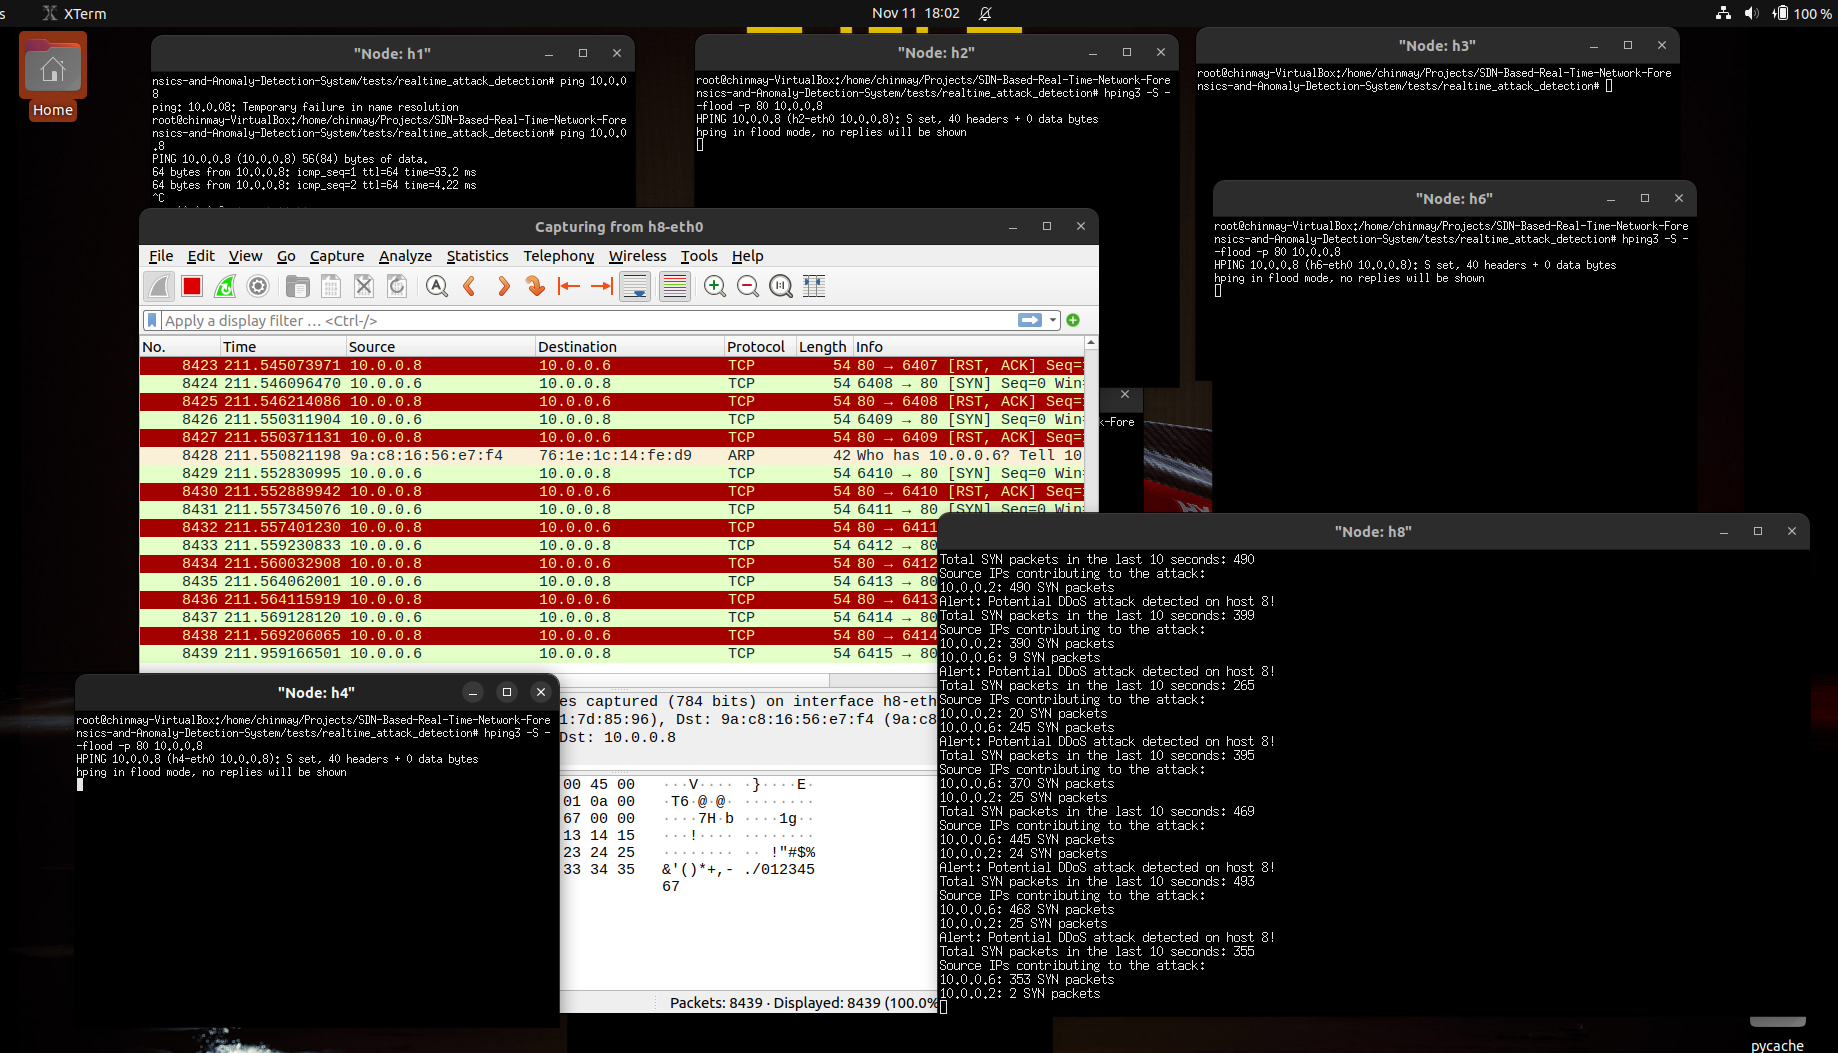 s XTerm Nov 11 18:02 100 %
Home
"Node: h1"
nsics-and-Anomaly-Detection-System/tests/realtime_attack_detection# ping 10.0.0
8
ping: 10.0.08: Temporary failure in name resolution
root@chinmay-VirtualBox:/home/chinmay/Projects/SDN-Based-Real-Time-Network-Fore
nsics-and-Anomaly-Detection-System/tests/realtime_attack_detection# ping 10.0.0
.8
PING 10.0.0.8 (10.0.0.8) 56(84) bytes of data.
64 bytes from 10.0.0.8: icmp_seq=1 ttl=64 time=93.2 ms
64 bytes from 10.0.0.8: icmp_seq=2 ttl=64 time=4.22 ms
^C
"Node: h2"
root@chinmay-VirtualBox:/home/chinmay/Projects/SDN-Based-Real-Time-Network-Fore
nsics-and-Anomaly-Detection-System/tests/realtime_attack_detection# hping3 -S -
-flood -p 80 10.0.0.8
HPING 10.0.0.8 (h2-eth0 10.0.0.8): S set, 40 headers + 0 data bytes
hping in flood mode, no replies will be shown
"Node: h3"
root@chinmay-VirtualBox:/home/chinmay/Projects/SDN-Based-Real-Time-Network-Fore
nsics-and-Anomaly-Detection-System/tests/realtime_attack_detection#
"Node: h6"
root@chinmay-VirtualBox:/home/chinmay/Projects/SDN-Based-Real-Time-Network-Fore
nsics-and-Anomaly-Detection-System/tests/realtime_attack_detection# hping3 -S -
-flood -p 80 10.0.0.8
HPING 10.0.0.8 (h6-eth0 10.0.0.8): S set, 40 headers + 0 data bytes
hping in flood mode, no replies will be shown
k-Fore
Capturing from h8-eth0
File Edit View Go Capture Analyze Statistics Telephony Wireless Tools Help
Apply a display filter … <Ctrl-/>
No. Time Source Destination Protocol Length Info
8423 211.545073971 10.0.0.8 10.0.0.6 TCP 54 80 → 6407 [RST, ACK] Seq=
8424 211.546096470 10.0.0.6 10.0.0.8 TCP 54 6408 → 80 [SYN] Seq=0 Win=
8425 211.546214086 10.0.0.8 10.0.0.6 TCP 54 80 → 6408 [RST, ACK] Seq=
8426 211.550311904 10.0.0.6 10.0.0.8 TCP 54 6409 → 80 [SYN] Seq=0 Win=
8427 211.550371131 10.0.0.8 10.0.0.6 TCP 54 80 → 6409 [RST, ACK] Seq=
8428 211.550821198 9a:c8:16:56:e7:f4 76:1e:1c:14:fe:d9 ARP 42 Who has 10.0.0.6? Tell 10
8429 211.552830995 10.0.0.6 10.0.0.8 TCP 54 6410 → 80 [SYN] Seq=0 Win=
8430 211.552889942 10.0.0.8 10.0.0.6 TCP 54 80 → 6410 [RST, ACK] Seq=
8431 211.557345076 10.0.0.6 10.0.0.8 TCP 54 6411 → 80 [SYN] Seq=0 Win=
8432 211.557401230 10.0.0.8 10.0.0.6 TCP 54 80 → 6411
8433 211.559230833 10.0.0.6 10.0.0.8 TCP 54 6412 → 80
8434 211.560032908 10.0.0.8 10.0.0.6 TCP 54 80 → 6412
8435 211.564062001 10.0.0.6 10.0.0.8 TCP 54 6413 → 80
8436 211.564115919 10.0.0.8 10.0.0.6 TCP 54 80 → 6413
8437 211.569128120 10.0.0.6 10.0.0.8 TCP 54 6414 → 80
8438 211.569206065 10.0.0.8 10.0.0.6 TCP 54 80 → 6414
8439 211.959166501 10.0.0.6 10.0.0.8 TCP 54 6415 → 80
es captured (784 bits) on interface h8-eth
1:7d:85:96), Dst: 9a:c8:16:56:e7:f4 (9a:c8
Dst: 10.0.0.8
00 45 00 ···V···· ·}····E·
01 0a 00 ·T6·@·@· ········
67 00 00 ····7H·b ····1g··
13 14 15 ···!···· ········
23 24 25 ········ ·· !"#$%
33 34 35 &'()*+,- ./012345
67
Packets: 8439 · Displayed: 8439 (100.0%
"Node: h4"
root@chinmay-VirtualBox:/home/chinmay/Projects/SDN-Based-Real-Time-Network-Fore
nsics-and-Anomaly-Detection-System/tests/realtime_attack_detection# hping3 -S -
-flood -p 80 10.0.0.8
HPING 10.0.0.8 (h4-eth0 10.0.0.8): S set, 40 headers + 0 data bytes
hping in flood mode, no replies will be shown
"Node: h8"
Total SYN packets in the last 10 seconds: 490
Source IPs contributing to the attack:
10.0.0.2: 490 SYN packets
Alert: Potential DDoS attack detected on host 8!
Total SYN packets in the last 10 seconds: 399
Source IPs contributing to the attack:
10.0.0.2: 390 SYN packets
10.0.0.6: 9 SYN packets
Alert: Potential DDoS attack detected on host 8!
Total SYN packets in the last 10 seconds: 265
Source IPs contributing to the attack:
10.0.0.2: 20 SYN packets
10.0.0.6: 245 SYN packets
Alert: Potential DDoS attack detected on host 8!
Total SYN packets in the last 10 seconds: 395
Source IPs contributing to the attack:
10.0.0.6: 370 SYN packets
10.0.0.2: 25 SYN packets
Total SYN packets in the last 10 seconds: 469
Source IPs contributing to the attack:
10.0.0.6: 445 SYN packets
10.0.0.2: 24 SYN packets
Alert: Potential DDoS attack detected on host 8!
Total SYN packets in the last 10 seconds: 493
Source IPs contributing to the attack:
10.0.0.6: 468 SYN packets
10.0.0.2: 25 SYN packets
Alert: Potential DDoS attack detected on host 8!
Total SYN packets in the last 10 seconds: 355
Source IPs contributing to the attack:
10.0.0.6: 353 SYN packets
10.0.0.2: 2 SYN packets
pycache